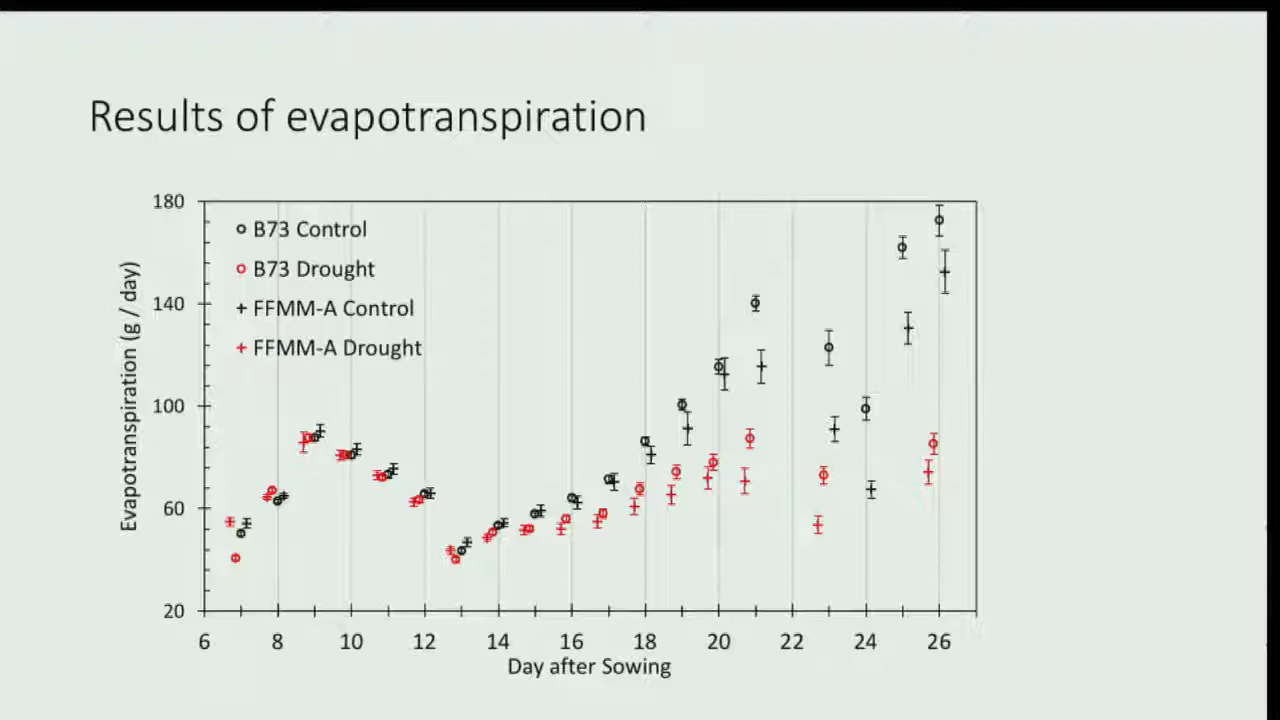 Results of evapotranspiration
180
140
100
60
20
Evapotranspiration (g / day)
B73 Control
B73 Drought
FFMM-A Control
FFMM-A Drought
6 8 10 12 14 16 18 20 22 24 26
Day after Sowing